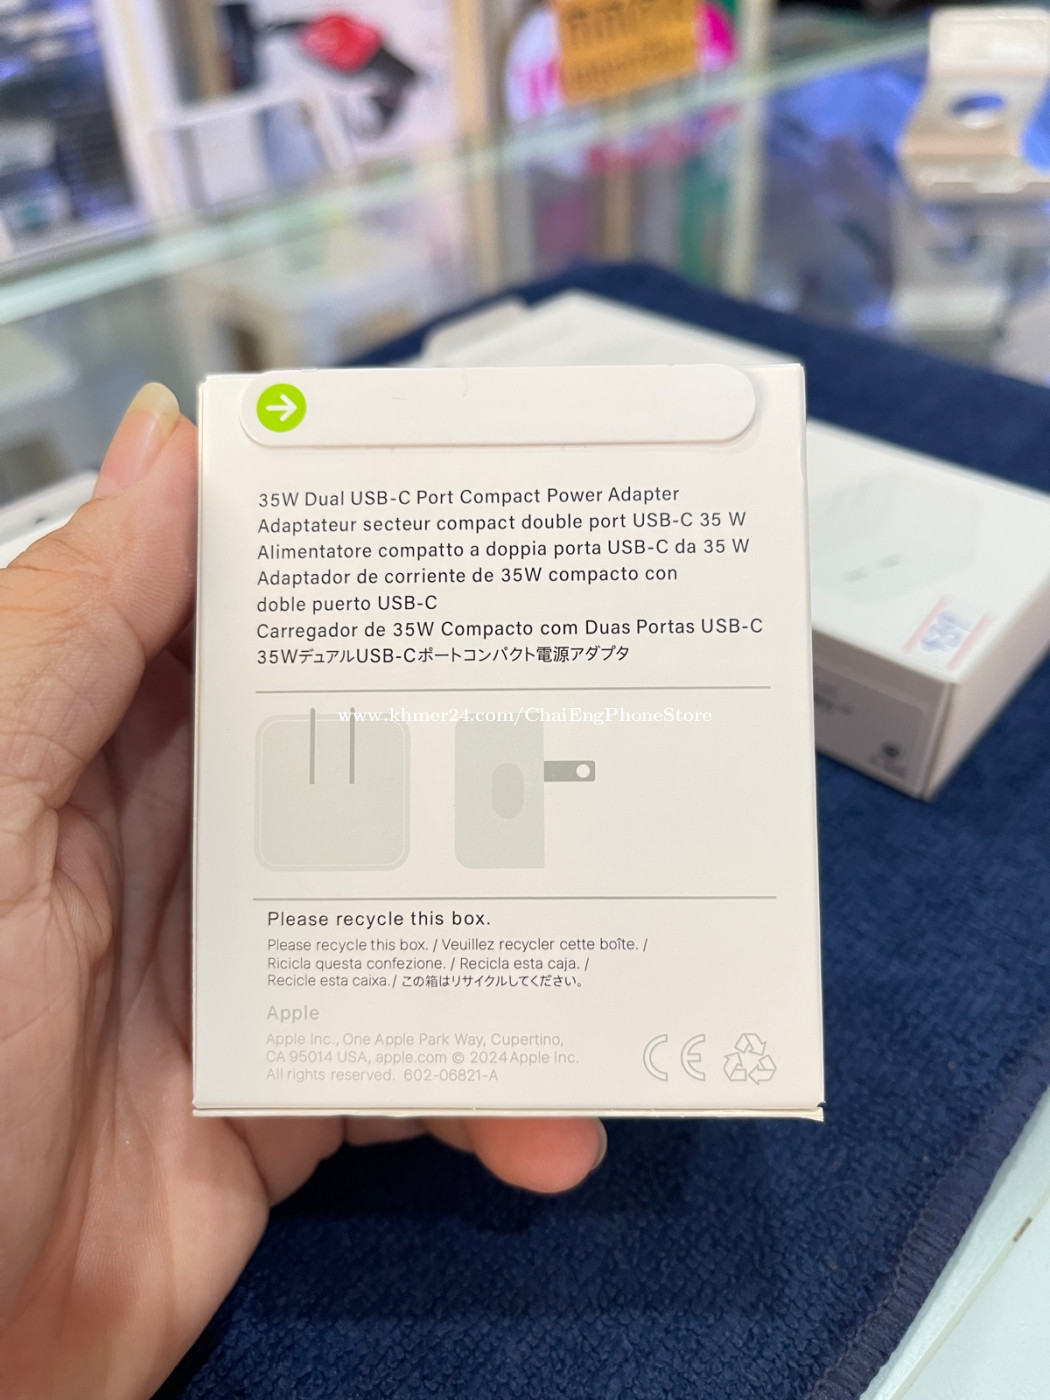 35W Dual USB-C Port Compact Power Adapter
Adaptateur secteur compact double port USB-C 35 W
Alimentatore compatto a doppia porta USB-C da 35 W
Adaptador de corriente de 35W compacto con
doble puerto USB-C
Carregador de 35W Compacto com Duas Portas USB-C
35WデュアルUSB-Cポートコンパクト電源アダプタ
www.khmer24.com/ChaiEngPhoneStore
Please recycle this box.
Please recycle this box. / Veuillez recycler cette boîte. /
Ricicla questa confezione. / Recicla esta caja. /
Recicle esta caixa./ この箱はリサイクルしてください。
Apple
Apple Inc., One Apple Park Way, Cupertino,
CA 95014 USA, apple.com © 2024 Apple Inc.
All rights reserved. 602-06821-A
CE